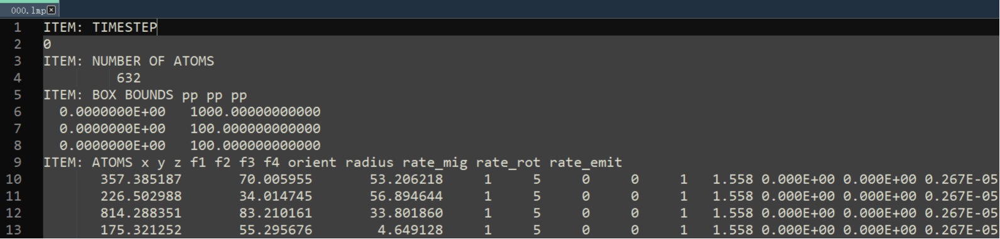 000.lmp
1 ITEM: TIMESTEP
2 0
3 ITEM: NUMBER OF ATOMS
4 632
5 ITEM: BOX BOUNDS pp pp pp
6 0.0000000E+00 1000.00000000000
7 0.0000000E+00 100.000000000000
8 0.0000000E+00 100.000000000000
9 ITEM: ATOMS x y z f1 f2 f3 f4 orient radius rate_mig rate_rot rate_emit
10 357.385187 70.005955 53.206218 1 5 0 0 1 1.558 0.000E+00 0.000E+00 0.267E-05
11 226.502988 34.014745 56.894644 1 5 0 0 1 1.558 0.000E+00 0.000E+00 0.267E-05
12 814.288351 83.210161 33.801860 1 5 0 0 1 1.558 0.000E+00 0.000E+00 0.267E-05
13 175.321252 55.295676 4.649128 1 5 0 0 1 1.558 0.000E+00 0.000E+00 0.267E-05